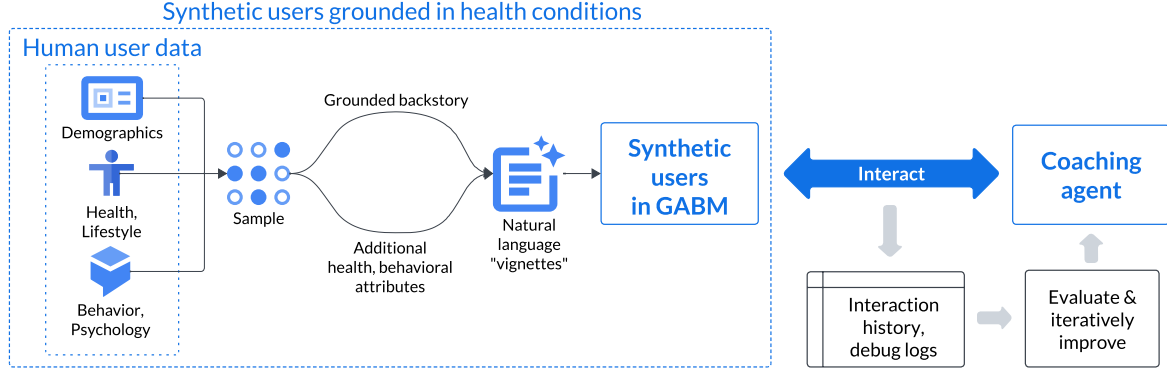 Synthetic users grounded in health conditions
Human user data
Demographics
Health,
Lifestyle
Behavior,
Psychology
Sample
Grounded backstory
Additional
health, behavioral
attributes
Natural
language
"vignettes"
Synthetic
users
in GABM
Interact
Coaching
agent
Interaction
history,
debug logs
Evaluate &
iteratively
improve